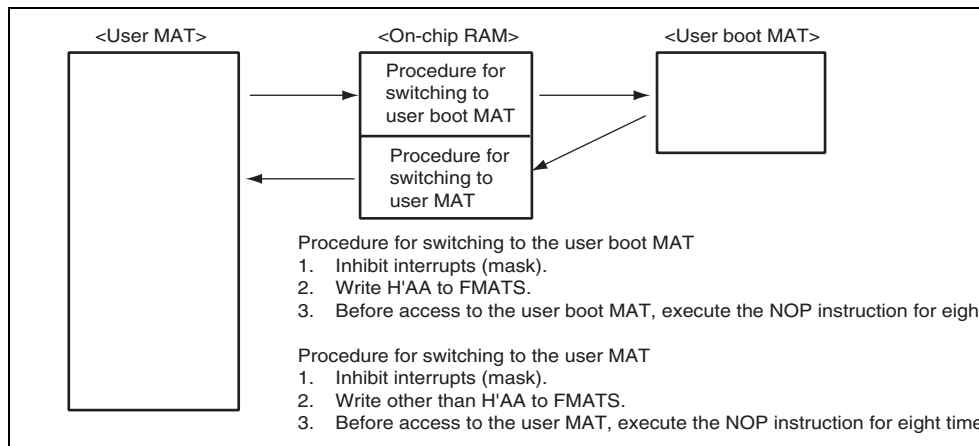 <User MAT> <On-chip RAM> <User boot MAT>
Procedure for
switching to
user boot MAT
Procedure for
switching to
user MAT
Procedure for switching to the user boot MAT
1. Inhibit interrupts (mask).
2. Write H'AA to FMATS.
3. Before access to the user boot MAT, execute the NOP instruction for eigh
Procedure for switching to the user MAT
1. Inhibit interrupts (mask).
2. Write other than H'AA to FMATS.
3. Before access to the user MAT, execute the NOP instruction for eight time